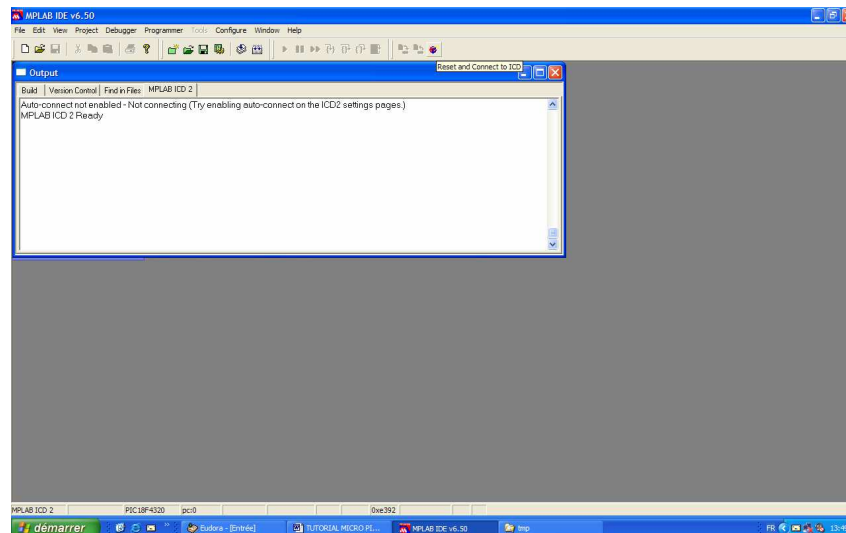 MPLAB IDE v6.50
File Edit View Project Debugger Programmer Tools Configure Window Help
Reset and Connect to ICD
Output
Build Version Control Find in Files MPLAB ICD 2
Auto-connect not enabled - Not connecting (Try enabling auto-connect on the ICD2 settings pages.)
MPLAB ICD 2 Ready
MPLAB ICD 2 PIC18F4320 pc:0 0xe392
démarrer Eudora - [Entrée] TUTORIAL MICRO PI... MPLAB IDE v6.50 tmp FR 13:49